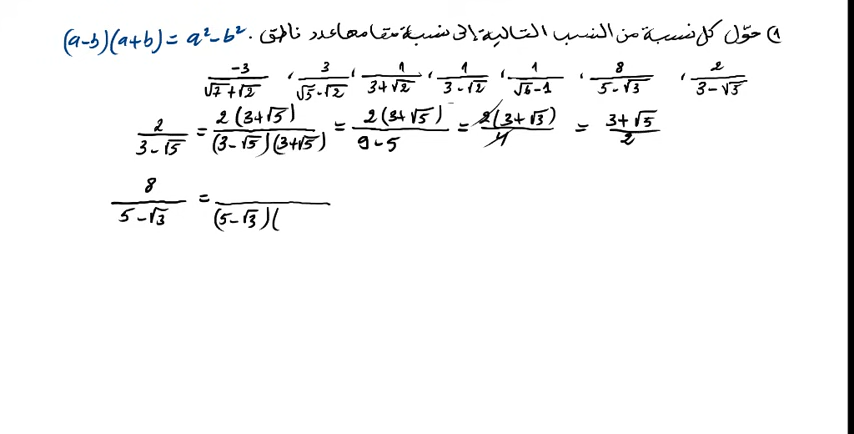 1) حوّل كل نسبة من النسب التالية إلى نسبة مقامها عدد ناطق. (a-b)(a+b) = a² - b²
2/(3-√5) ، 8/(5-√3) ، 1/(√6-1) ، 1/(3-√2) ، 1/(3+√2) ، 3/(√5-√2) ، -3/(√7+√2)
2/(3-√5) = 2(3+√5)/((3-√5)(3+√5)) = 2(3+√5)/(9-5) = 2(3+√5)/4 = (3+√5)/2
8/(5-√3) = /(5-√3)(